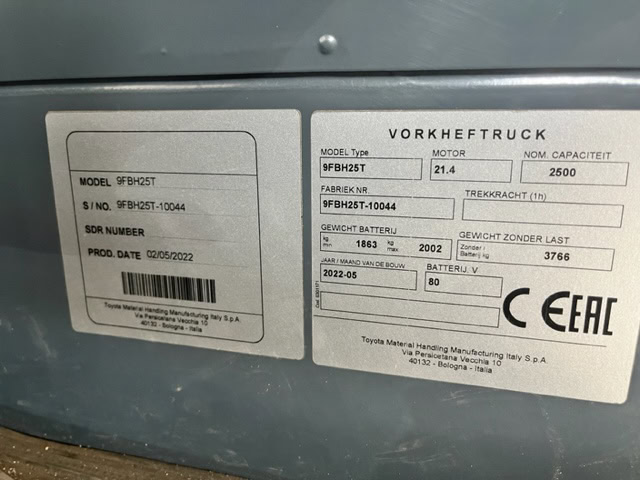 MODEL 9FBH25T
S / NO. 9FBH25T-10044
SDR NUMBER
PROD. DATE 02/05/2022
Toyota Material Handling Manufacturing Italy S.p.A.
Via Persicetana Vecchia 10
40132 - Bologna - Italia
VORKHEFTRUCK
MODEL Type MOTOR NOM. CAPACITEIT
9FBH25T 21.4 2500
FABRIEK NR. TREKKRACHT (1h)
9FBH25T-10044
GEWICHT BATTERIJ GEWICHT ZONDER LAST
kg min 1863 kg max 2002 Zonder Batterij kg 3766
JAAR / MAAND VAN DE BOUW BATTERIJ. V
2022-05 80
CE EAC
Toyota Material Handling Manufacturing Italy S.p.A.
Via Persicetana Vecchia 10
40132 - Bologna - Italia